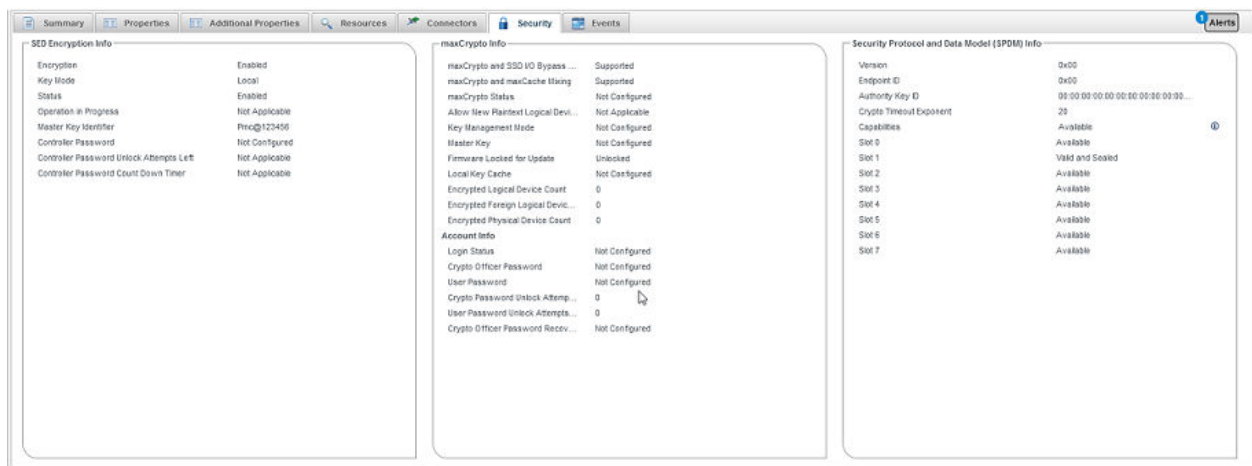 Summary Properties Additional Properties Resources Connectors Security Events 1 Alerts
SED Encryption Info
Encryption Enabled
Key Mode Local
Status Enabled
Operation in Progress Not Applicable
Master Key Identifier Pmc@123456
Controller Password Not Configured
Controller Password Unlock Attempts Left Not Applicable
Controller Password Count Down Timer Not Applicable
maxCrypto Info
maxCrypto and SSD I/O Bypass ... Supported
maxCrypto and maxCache Mixing Supported
maxCrypto Status Not Configured
Allow New Plaintext Logical Devi... Not Applicable
Key Management Mode Not Configured
Master Key Not Configured
Firmware Locked for Update Unlocked
Local Key Cache Not Configured
Encrypted Logical Device Count 0
Encrypted Foreign Logical Devic... 0
Encrypted Physical Device Count 0
Account Info
Login Status Not Configured
Crypto Officer Password Not Configured
User Password Not Configured
Crypto Password Unlock Attemp... 0
User Password Unlock Attempts... 0
Crypto Officer Password Recov... Not Configured
Security Protocol and Data Model (SPDM) Info
Version 0x00
Endpoint ID 0x00
Authority Key ID 00:00:00:00:00:00:00:00:00:00:00...
Crypto Timeout Exponent 20
Capabilities Available
Slot 0 Available
Slot 1 Valid and Sealed
Slot 2 Available
Slot 3 Available
Slot 4 Available
Slot 5 Available
Slot 6 Available
Slot 7 Available